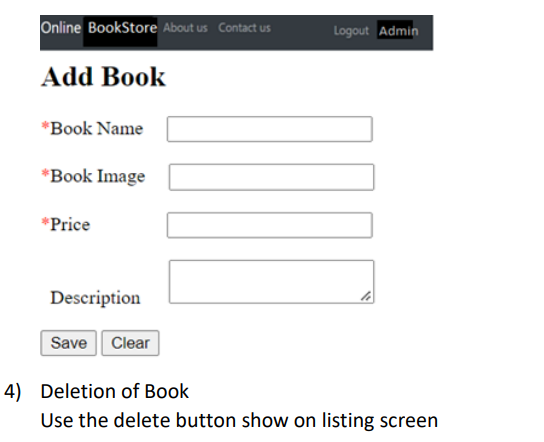 Online BookStore About us Contact us Logout Admin
Add Book
*Book Name
*Book Image
*Price
Description
Save Clear
4) Deletion of Book
Use the delete button show on listing screen